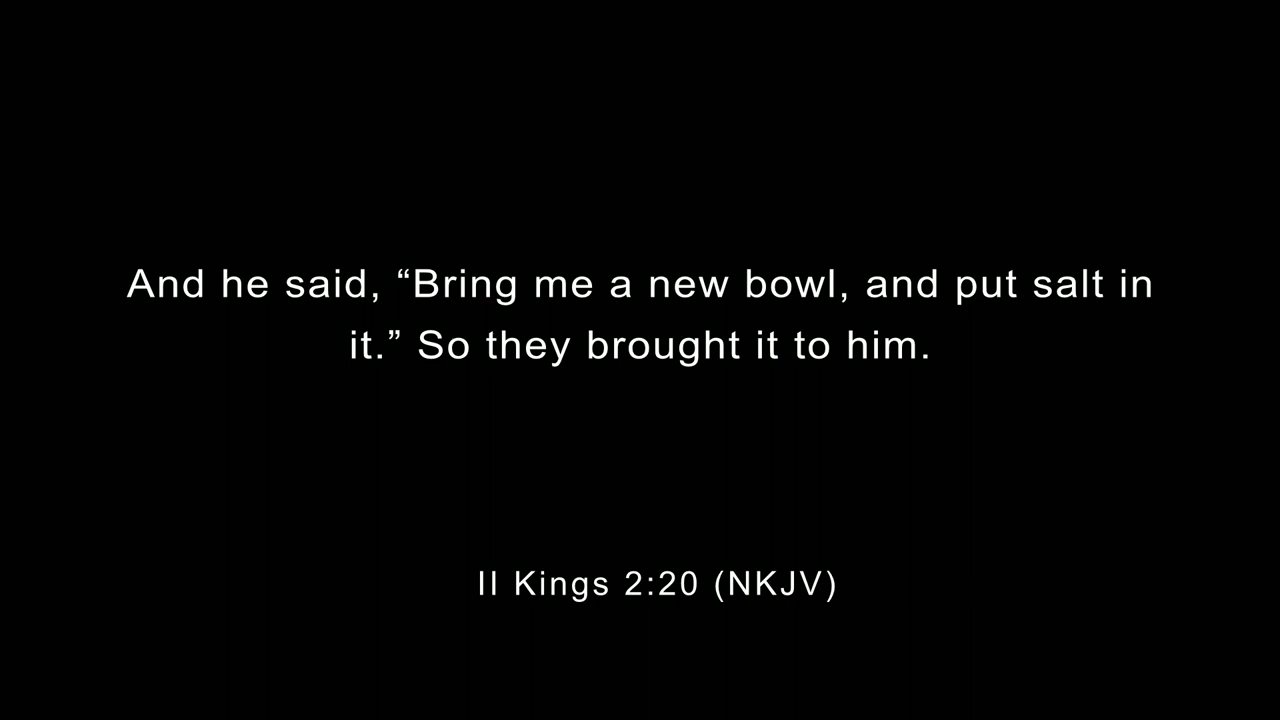 And he said, “Bring me a new bowl, and put salt in
it.” So they brought it to him.
II Kings 2:20 (NKJV)